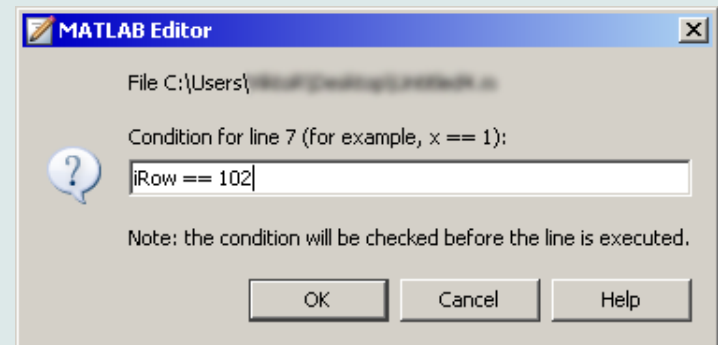 MATLAB Editor
File C:\Users\
Condition for line 7 (for example, x == 1):
iRow == 102
Note: the condition will be checked before the line is executed.
OK Cancel Help